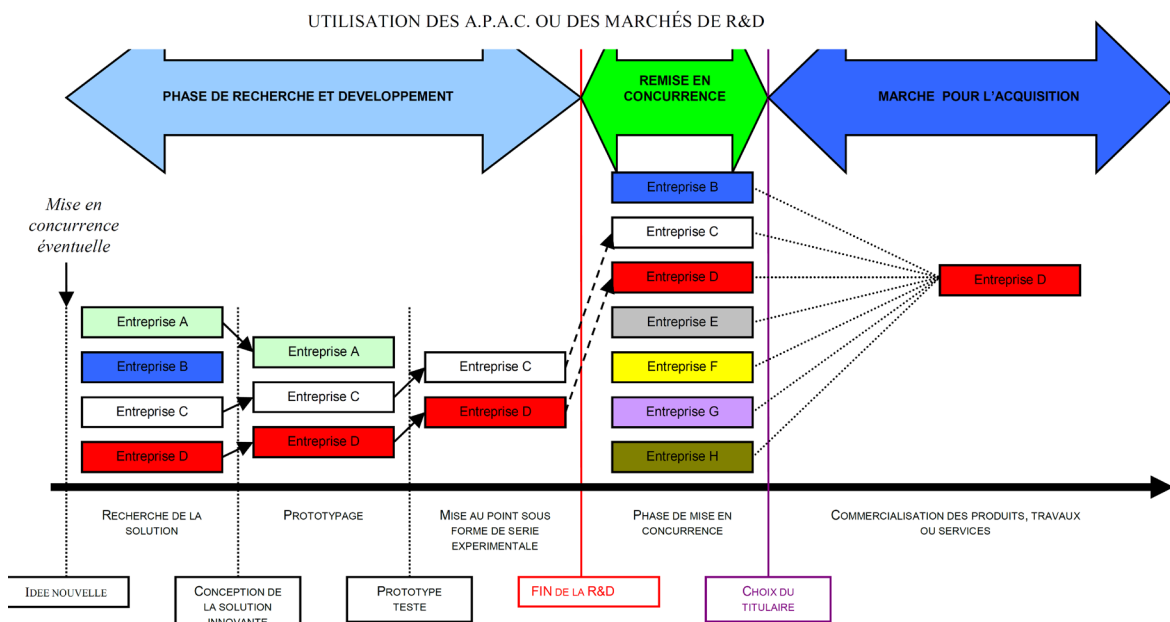 UTILISATION DES A.P.A.C. OU DES MARCHÉS DE R&D
PHASE DE RECHERCHE ET DEVELOPPEMENT
REMISE EN
CONCURRENCE
MARCHE POUR L'ACQUISITION
Mise en
concurrence
éventuelle
Entreprise A
Entreprise B
Entreprise C
Entreprise D
Entreprise A
Entreprise C
Entreprise D
Entreprise C
Entreprise D
Entreprise B
Entreprise C
Entreprise D
Entreprise E
Entreprise F
Entreprise G
Entreprise H
Entreprise D
RECHERCHE DE LA
SOLUTION
PROTOTYPAGE
MISE AU POINT SOUS
FORME DE SERIE
EXPERIMENTALE
PHASE DE MISE EN
CONCURRENCE
COMMERCIALISATION DES PRODUITS, TRAVAUX
OU SERVICES
IDEE NOUVELLE
CONCEPTION DE
LA SOLUTION
INNOVANTE
PROTOTYPE
TESTE
FIN DE LA R&D
CHOIX DU
TITULAIRE